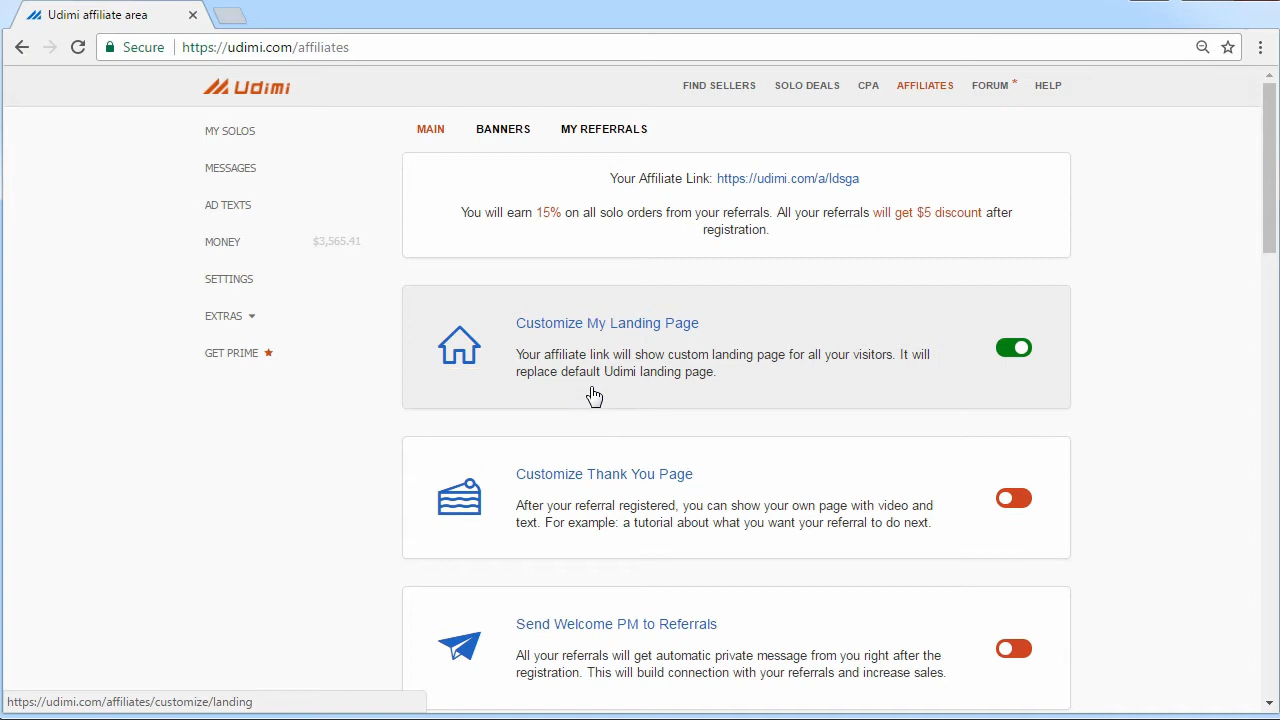 Udimi affiliate area
Secure https://udimi.com/affiliates
Udimi
FIND SELLERS SOLO DEALS CPA AFFILIATES FORUM * HELP
MY SOLOS
MESSAGES
AD TEXTS
MONEY $3,565.41
SETTINGS
EXTRAS
GET PRIME
MAIN BANNERS MY REFERRALS
Your Affiliate Link: https://udimi.com/a/ldsga
You will earn 15% on all solo orders from your referrals. All your referrals will get $5 discount after
registration.
Customize My Landing Page
Your affiliate link will show custom landing page for all your visitors. It will
replace default Udimi landing page.
Customize Thank You Page
After your referral registered, you can show your own page with video and
text. For example: a tutorial about what you want your referral to do next.
Send Welcome PM to Referrals
All your referrals will get automatic private message from you right after the
registration. This will build connection with your referrals and increase sales.
https://udimi.com/affiliates/customize/landing